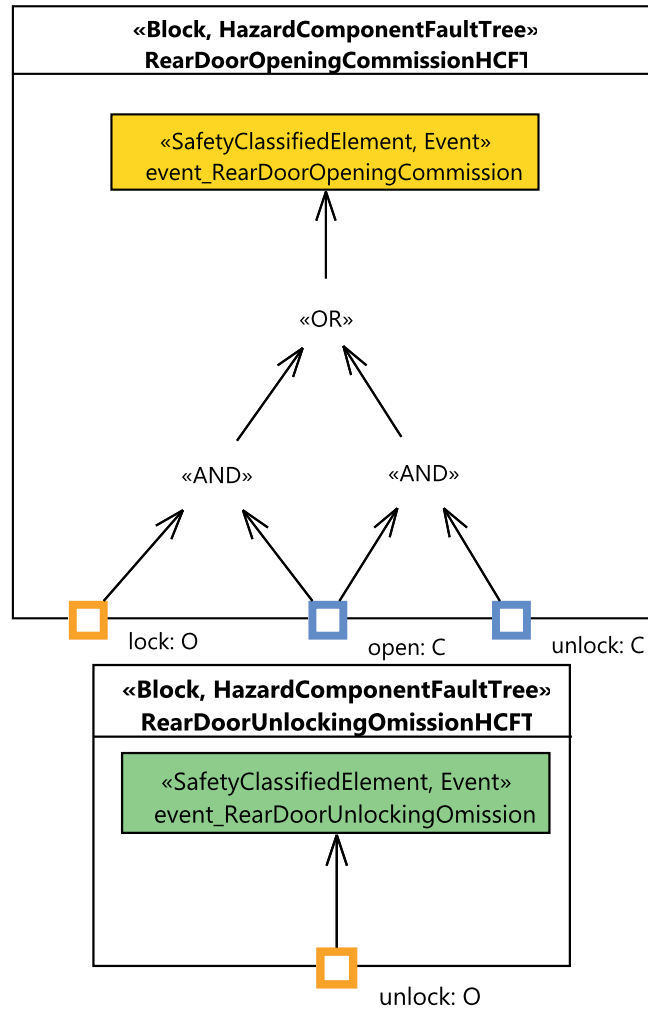 «Block, HazardComponentFaultTree»
RearDoorOpeningCommissionHCFT
«SafetyClassifiedElement, Event»
event_RearDoorOpeningCommission
«OR»
«AND»
«AND»
lock: O
open: C
unlock: C
«Block, HazardComponentFaultTree»
RearDoorUnlockingOmissionHCFT
«SafetyClassifiedElement, Event»
event_RearDoorUnlockingOmission
unlock: O